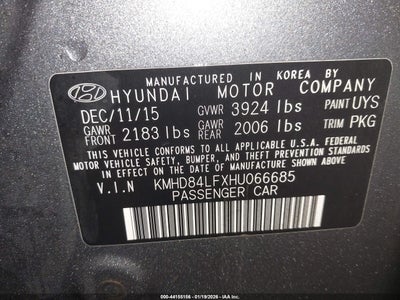 MANUFACTURED IN KOREA BY
HYUNDAI MOTOR COMPANY
DEC/11/15 GVWR 3924 lbs PAINT UYS
GAWR FRONT 2183 lbs GAWR REAR 2006 lbs TRIM PKG
THIS VEHICLE CONFORMS TO ALL APPLICABLE U.S.A. FEDERAL
MOTOR VEHICLE SAFETY, BUMPER, AND THEFT PREVENTION STANDARDS
IN EFFECT ON THE DATE OF MANUFACTURE SHOWN ABOVE.
V.I.N KMHD84LFXHU066685
PASSENGER CAR
000-44155156 - 01/19/2026 - IAAI.COM